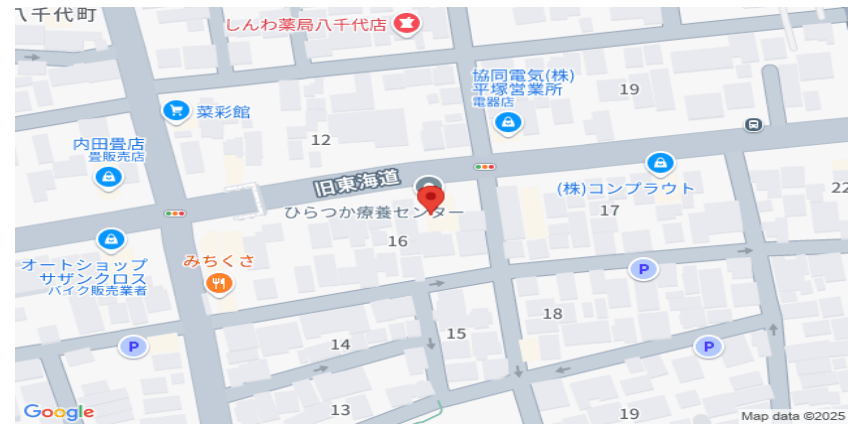 八千代町
しんわ薬局八千代店
協同電気(株)
平塚営業所
電器店
19
菜彩館
12
内田畳店
畳販売店
旧東海道
(株)コンプラウト
22
ひらつか療養センター
17
16
オートショップ
サザンクロス
バイク販売業者
みちくさ
P
18
15
14
P
P
13
19
Google
Map data ©2025